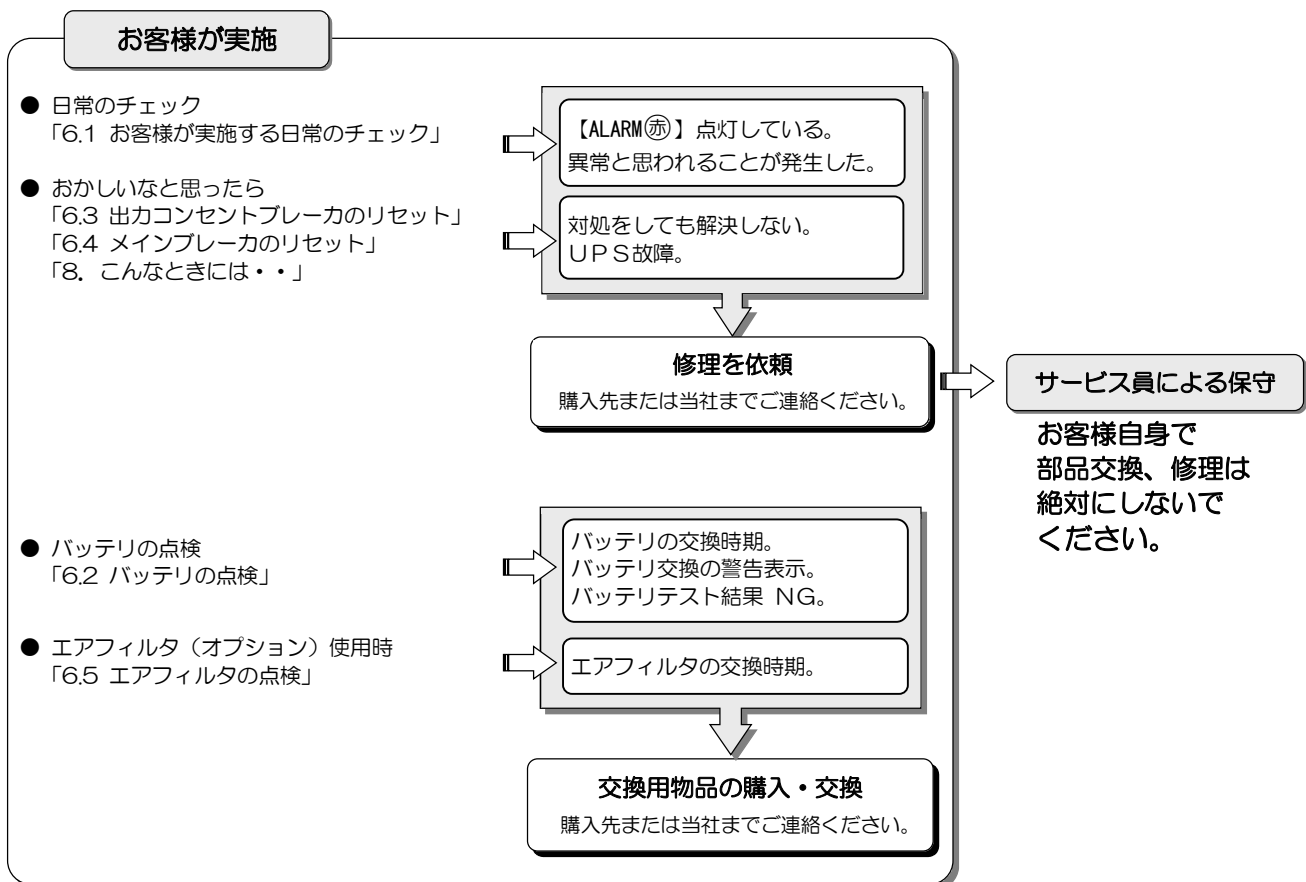 お客様が実施
● 日常のチェック
「6.1 お客様が実施する日常のチェック」
【ALARM㊍】点灯している。
異常と思われることが発生した。
● おかしいなと思ったら
「6.3 出力コンセントブレーカのリセット」
「6.4 メインブレーカのリセット」
「8. こんなときには・・」
対処をしても解決しない。
UPS故障。
修理を依頼
購入先または当社までご連絡ください。
サービス員による保守
お客様自身で
部品交換、修理は
絶対にしないで
ください。
● バッテリの点検
「6.2 バッテリの点検」
バッテリの交換時期。
バッテリ交換の警告表示。
バッテリテスト結果 NG。
● エアフィルタ（オプション）使用時
「6.5 エアフィルタの点検」
エアフィルタの交換時期。
交換用物品の購入・交換
購入先または当社までご連絡ください。